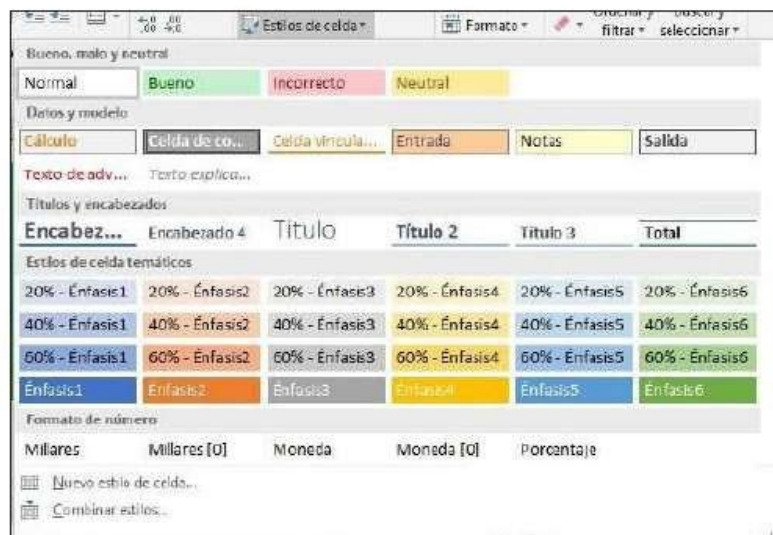 Estilos de celda Formato filtrar seleccionar
Bueno, malo y neutral
Normal Bueno Incorrecto Neutral
Datos y modelo
Cálculo Celda de co... Celda vincula... Entrada Notas Salida
Texto de adv... Texto explica...
Títulos y encabezados
Encabez... Encabezado 4 Título Título 2 Título 3 Total
Estilos de celda temáticos
20% - Énfasis1 20% - Énfasis2 20% - Énfasis3 20% - Énfasis4 20% - Énfasis5 20% - Énfasis6
40% - Énfasis1 40% - Énfasis2 40% - Énfasis3 40% - Énfasis4 40% - Énfasis5 40% - Énfasis6
60% - Énfasis1 60% - Énfasis2 60% - Énfasis3 60% - Énfasis4 60% - Énfasis5 60% - Énfasis6
Énfasis1 Énfasis2 Énfasis3 Énfasis4 Énfasis5 Énfasis6
Formato de número
Millares Millares [0] Moneda Moneda [0] Porcentaje
Nuevo estilo de celda...
Combinar estilos...